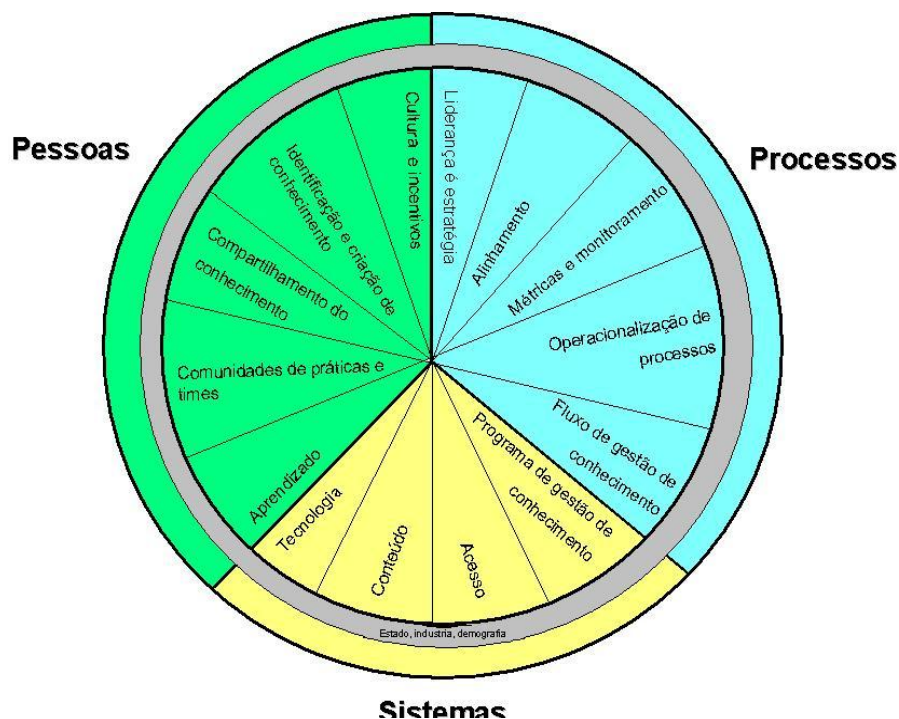 Pessoas
Processos
Cultura e incentivos
Identificação e criação de
conhecimento
Compartilhamento do
conhecimento
Comunidades de práticas e
times
Aprendizado
Liderança é estratégia
Alinhamento
Métricas e monitoramento
Operacionalização de
processos
Fluxo de gestão de
conhecimento
Programa de gestão de
conhecimento
Acesso
Conteúdo
Tecnologia
Estado, industria, demografia
Sistemas